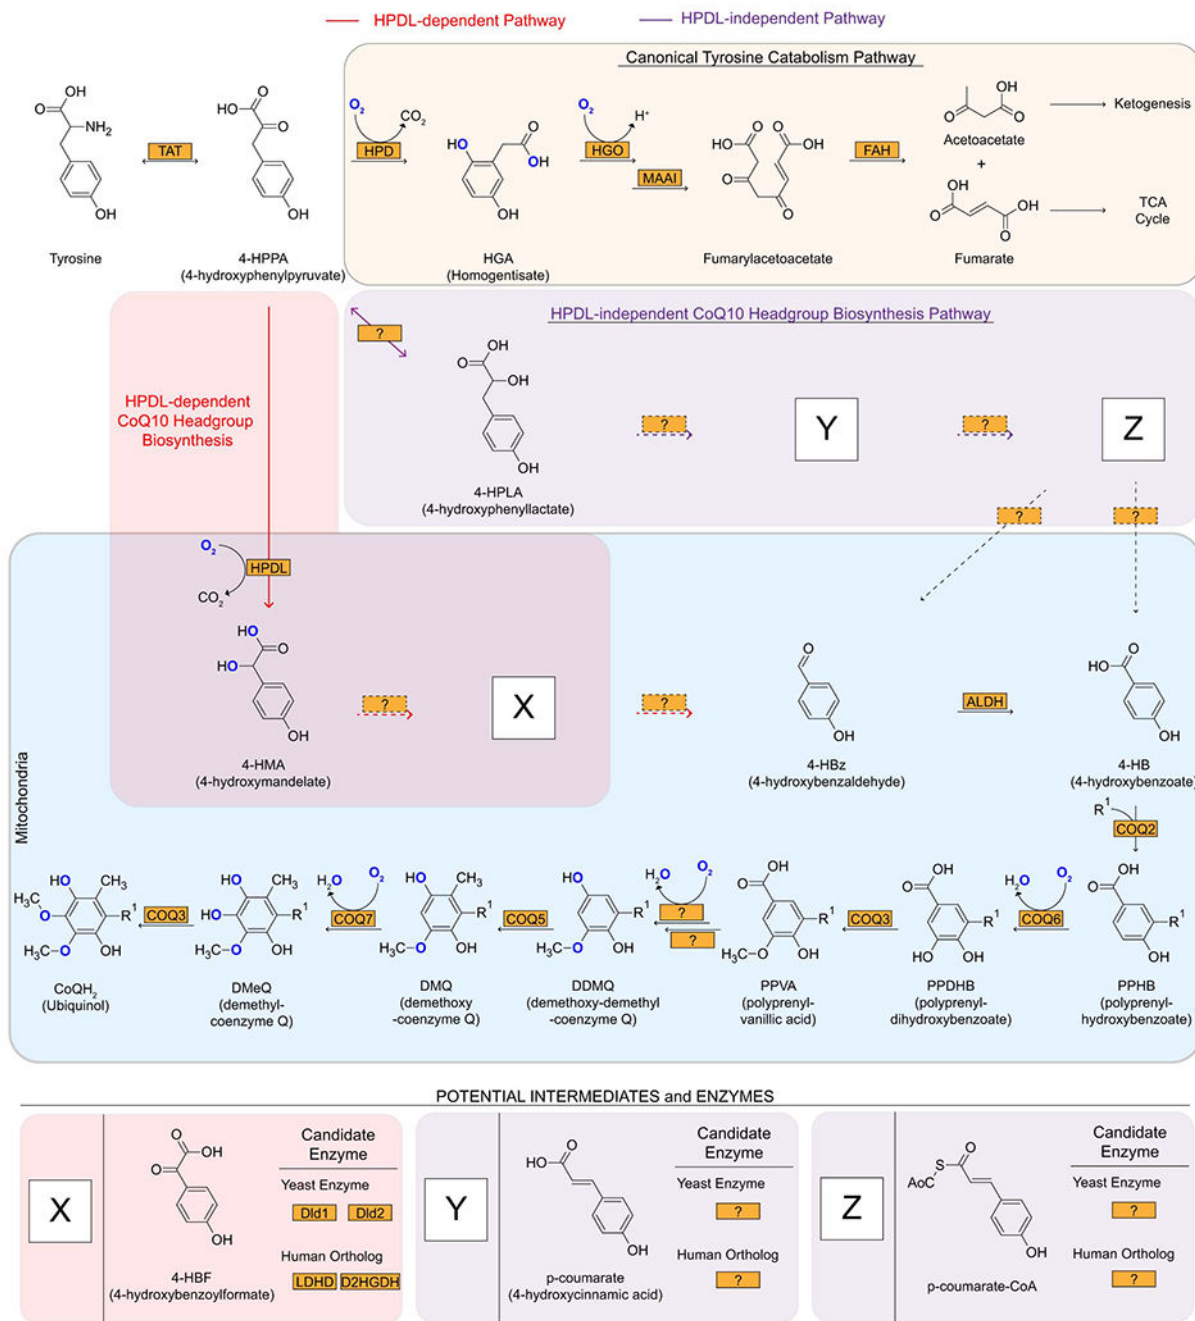 HPDL-dependent Pathway
HPDL-independent Pathway
Canonical Tyrosine Catabolism Pathway
O
OH
NH2
OH
Tyrosine
TAT
HO
O
O
OH
4-HPPA
(4-hydroxyphenylpyruvate)
O2
CO2
HPD
HO
O
OH
OH
HGA
(Homogentisate)
O2
H+
HGO
MAAI
OH
O
O
OH
O
O
Fumarylacetoacetate
FAH
O
OH
O
Acetoacetate
Ketogenesis
+
OH
O
OH
O
Fumarate
TCA
Cycle
HPDL-independent CoQ10 Headgroup Biosynthesis Pathway
?
OH
O
OH
OH
4-HPLA
(4-hydroxyphenyllactate)
?
Y
?
Z
?
?
HPDL-dependent
CoQ10 Headgroup
Biosynthesis
Mitochondria
O2
HPDL
CO2
HO
O
HO
OH
4-HMA
(4-hydroxymandelate)
?
X
?
O
OH
4-HBz
(4-hydroxybenzaldehyde)
ALDH
HO
O
OH
4-HB
(4-hydroxybenzoate)
R1
COQ2
HO
CH3
O
H3C
R1
H3C
O
OH
CoQH2
(Ubiquinol)
COQ3
HO
CH3
HO
R1
H3C
O
OH
DMeQ
(demethyl-
coenzyme Q)
H2O
O2
COQ7
HO
CH3
R1
H3C
O
OH
DMQ
(demethoxy
-coenzyme Q)
COQ5
HO
R1
H3C
O
OH
DDMQ
(demethoxy-demethyl
-coenzyme Q)
H2O
O2
?
?
O
OH
R1
H3C
O
OH
PPVA
(polyprenyl-
vanillic acid)
COQ3
O
OH
R1
HO
OH
PPDHB
(polyprenyl-
dihydroxybenzoate)
H2O
O2
COQ6
O
OH
R1
OH
PPHB
(polyprenyl-
hydroxybenzoate)
POTENTIAL INTERMEDIATES and ENZYMES
X
O
OH
O
OH
4-HBF
(4-hydroxybenzoylformate)
Candidate
Enzyme
Yeast Enzyme
Dld1
Dld2
Human Ortholog
LDHD
D2HGDH
Y
HO
O
OH
p-coumarate
(4-hydroxycinnamic acid)
Candidate
Enzyme
Yeast Enzyme
?
Human Ortholog
?
Z
AoC
S
O
OH
p-coumarate-CoA
Candidate
Enzyme
Yeast Enzyme
?
Human Ortholog
?